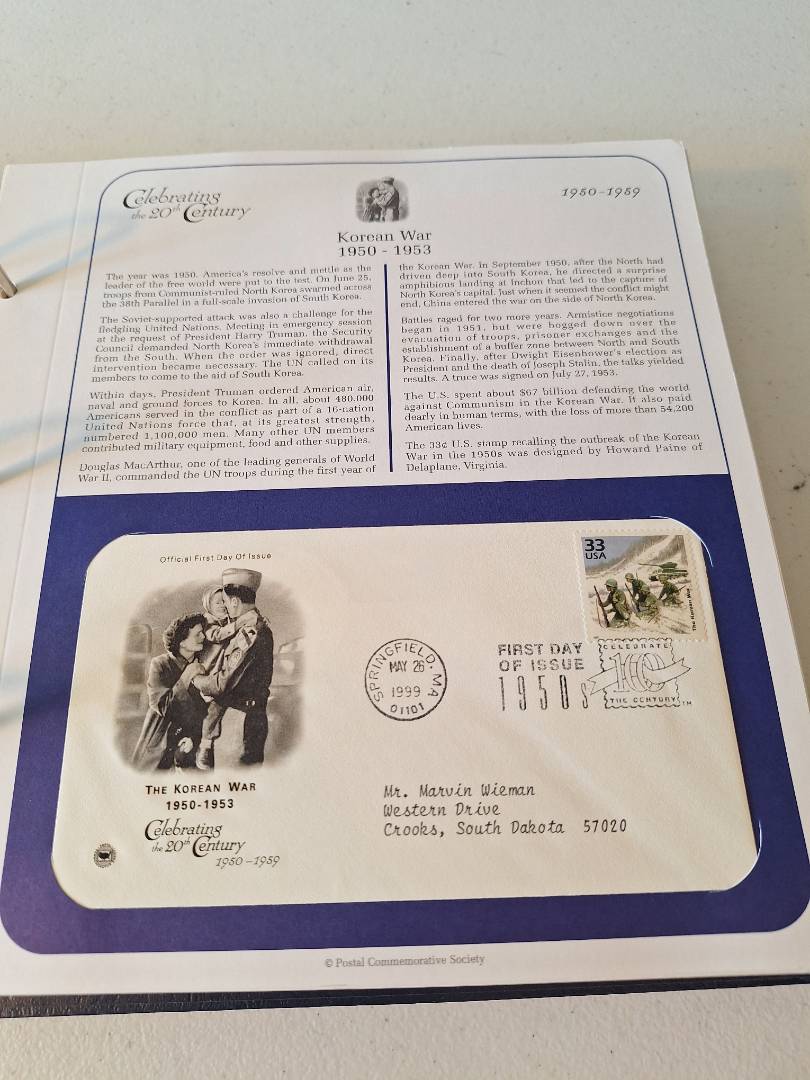 Celebrating
the 20th Century
1950-1959
Korean War
1950 - 1953
The year was 1950. America's resolve and mettle as the
leader of the free world were put to the test. On June 25,
troops from Communist-ruled North Korea swarmed across
the 38th Parallel in a full-scale invasion of South Korea.
The Soviet-supported attack was also a challenge for the
fledgling United Nations. Meeting in emergency session
at the request of President Harry Truman, the Security
Council demanded North Korea's immediate withdrawal
from the South. When the order was ignored, direct
intervention became necessary. The UN called on its
members to come to the aid of South Korea.
Within days, President Truman ordered American air,
naval and ground forces to Korea. In all, about 480,000
Americans served in the conflict as part of a 16-nation
United Nations force that, at its greatest strength,
numbered 1,100,000 men. Many other UN members
contributed military equipment, food and other supplies.
Douglas MacArthur, one of the leading generals of World
War II, commanded the UN troops during the first year of
the Korean War. In September 1950, after the North had
driven deep into South Korea, he directed a surprise
amphibious landing at Inchon that led to the capture of
North Korea's capital. Just when it seemed the conflict might
end, China entered the war on the side of North Korea.
Battles raged for two more years. Armistice negotiations
began in 1951, but were bogged down over the
evacuation of troops, prisoner exchanges and the
establishment of a buffer zone between North and South
Korea. Finally, after Dwight Eisenhower's election as
President and the death of Joseph Stalin, the talks yielded
results. A truce was signed on July 27, 1953.
The U.S. spent about $67 billion defending the world
against Communism in the Korean War. It also paid
dearly in human terms, with the loss of more than 54,200
American lives.
The 33¢ U.S. stamp recalling the outbreak of the Korean
War in the 1950s was designed by Howard Paine of
Delaplane, Virginia.
Official First Day Of Issue
33
USA
The Korean War
SPRINGFIELD, MA
MAY 26
1999
01101
FIRST DAY
OF ISSUE
1950s
CELEBRATE
100
THE CENTURY
TM
THE KOREAN WAR
1950-1953
Celebrating
the 20th Century
1950-1959
Mr. Marvin Wieman
Western Drive
Crooks, South Dakota 57020
© Postal Commemorative Society